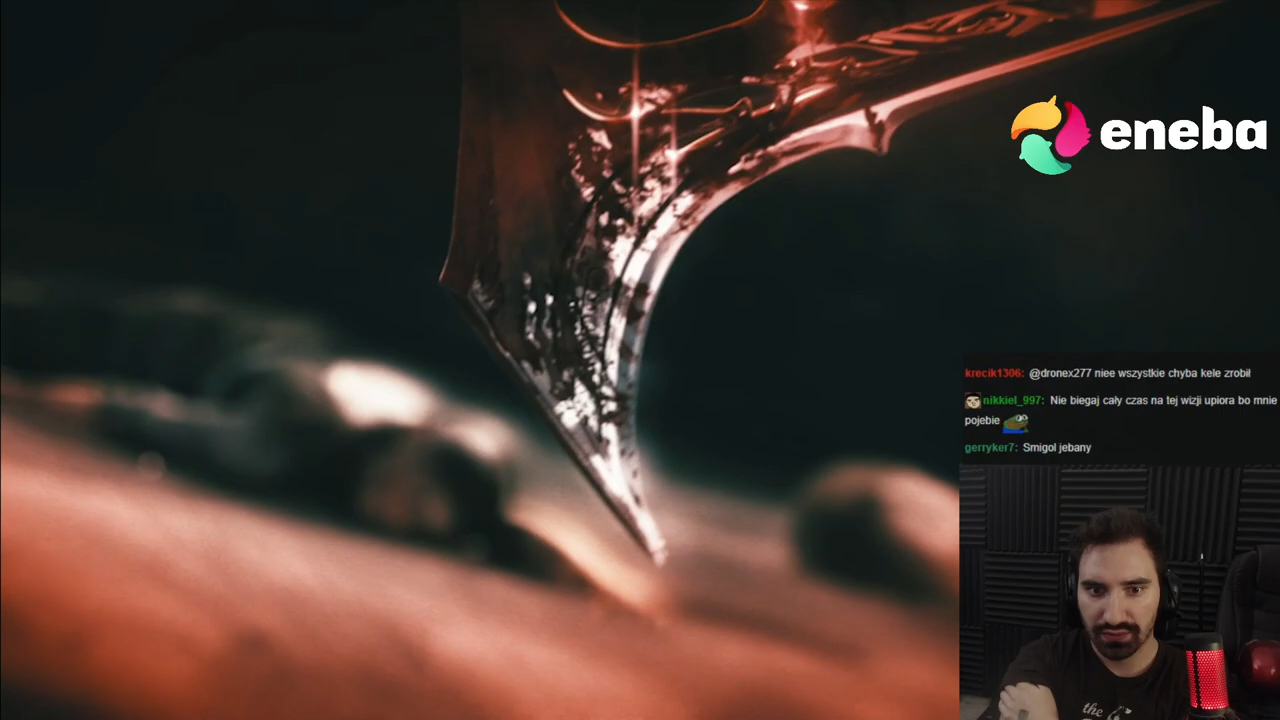 eneba
krecik1306: @dronex277 niee wszystkie chyba kele zrobił
nikkiel_997: Nie biegaj cały czas na tej wizji upiora bo mnie
pojebie
gerryker7: Smigol jebany
the